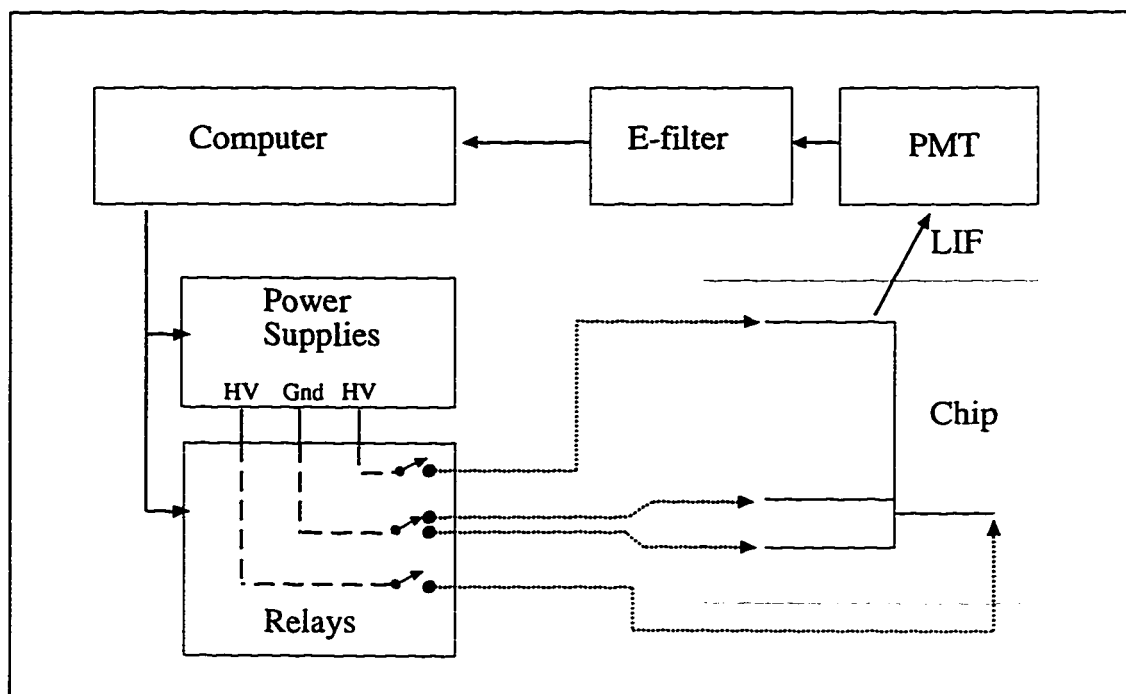 Computer
E-filter
PMT
LIF
Power
Supplies
HV Gnd HV
Chip
Relays